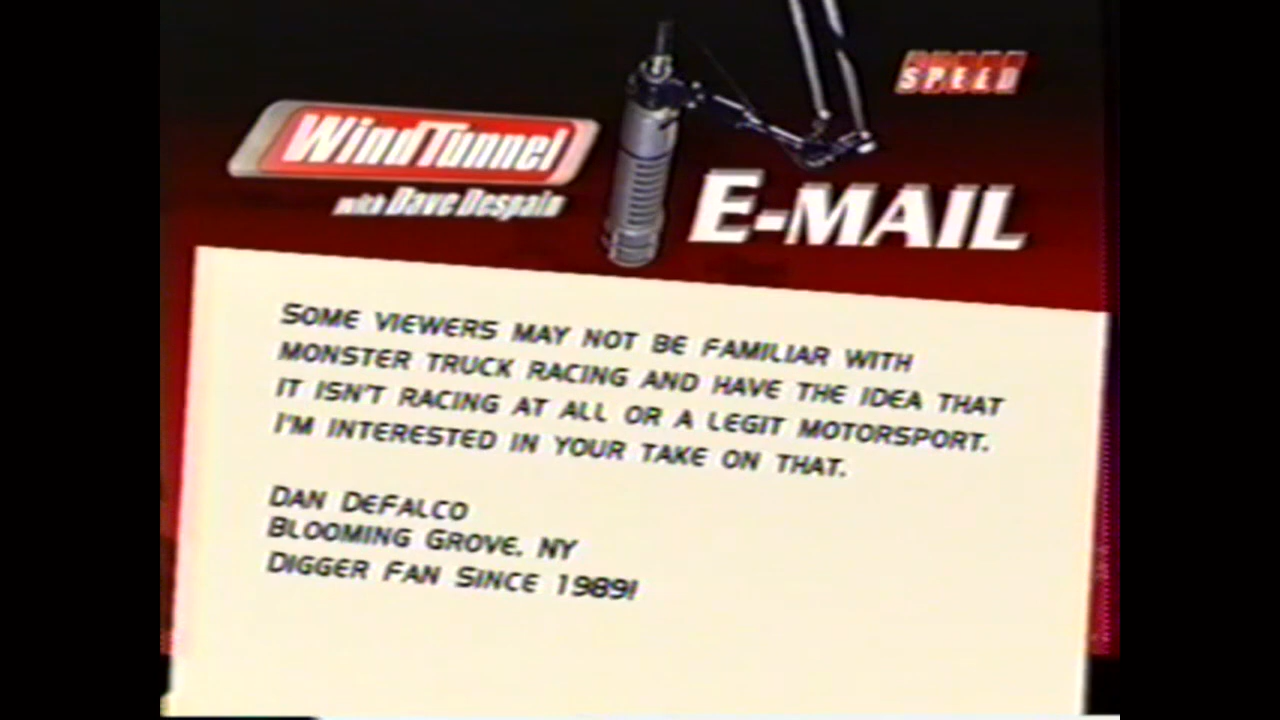 SPEED
WindTunnel
with Dave Despain
E-MAIL
SOME VIEWERS MAY NOT BE FAMILIAR WITH
MONSTER TRUCK RACING AND HAVE THE IDEA THAT
IT ISN'T RACING AT ALL OR A LEGIT MOTORSPORT.
I'M INTERESTED IN YOUR TAKE ON THAT.
DAN DEFALCO
BLOOMING GROVE, NY
DIGGER FAN SINCE 1989!